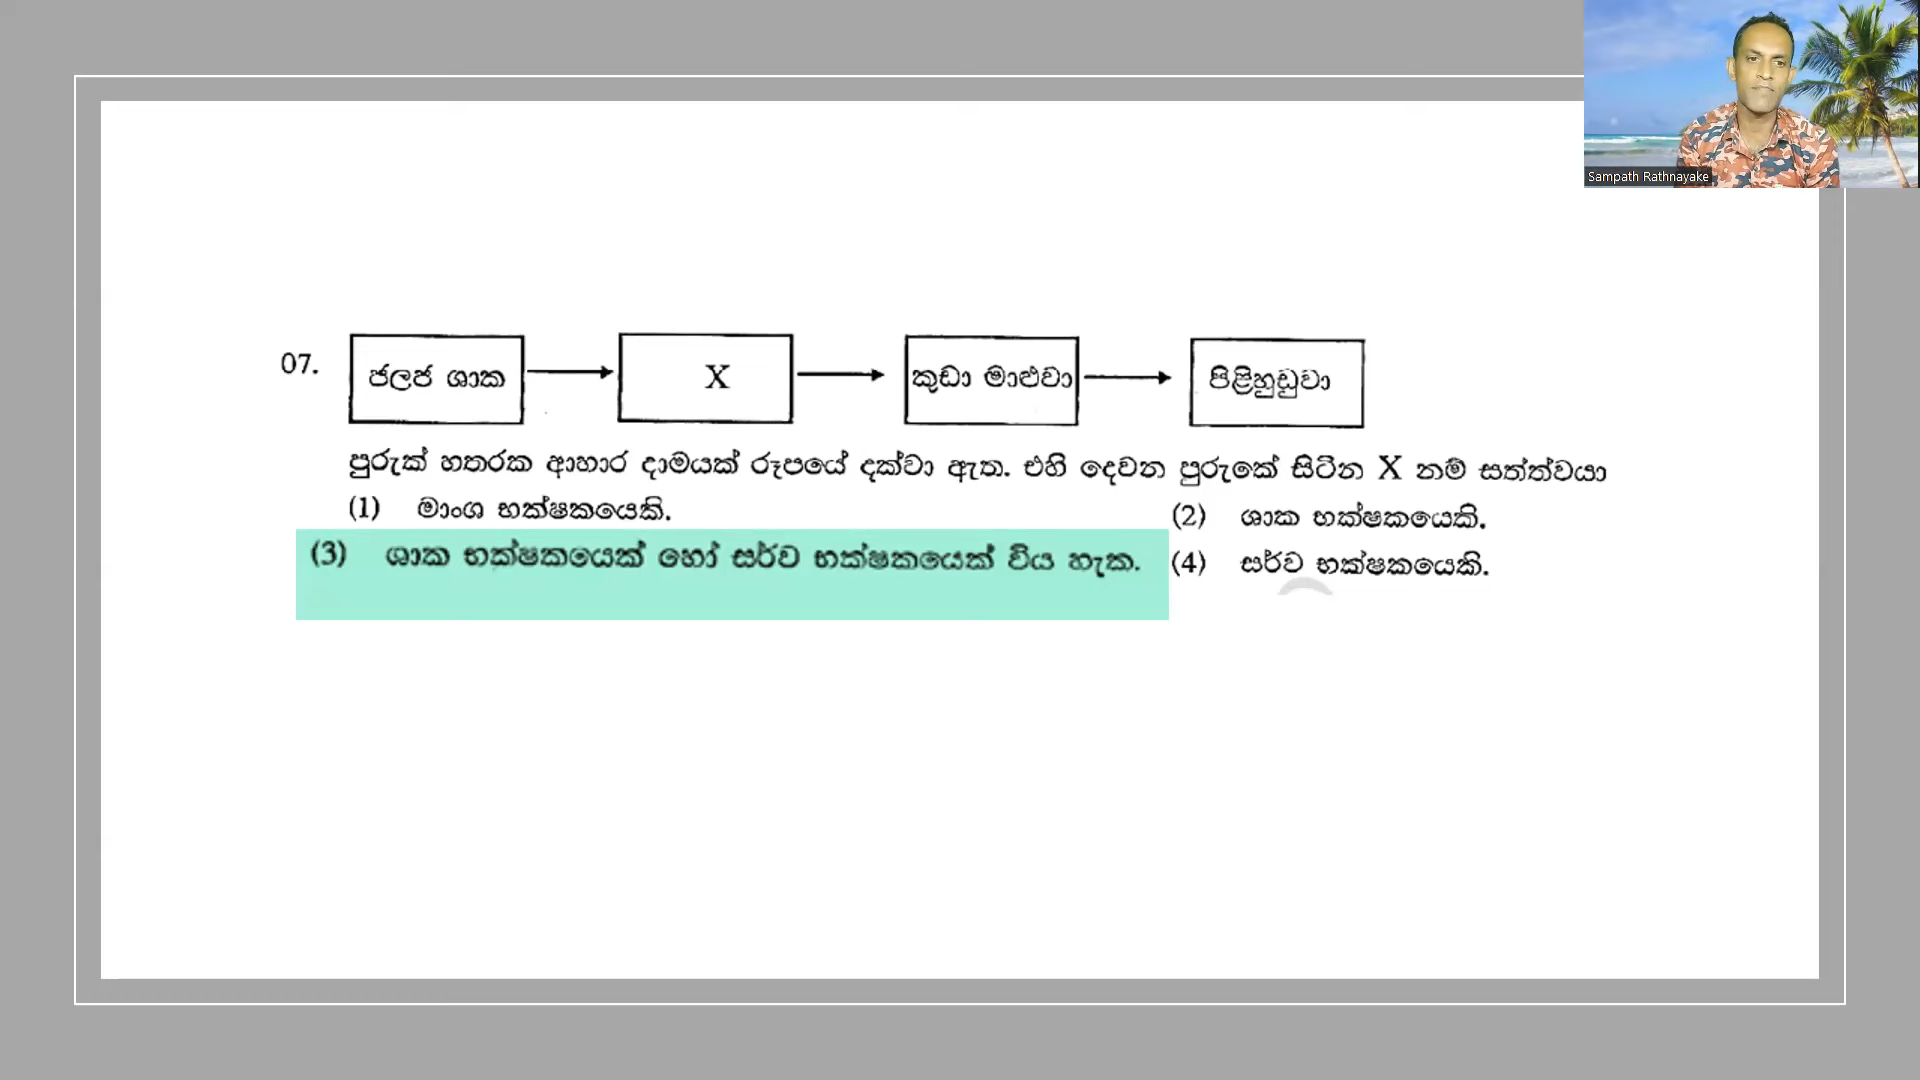 Sampath Rathnayake
07. ජලජ ශාක X කුඩා මාළුවා පිළිහුඩුවා
පුරුක් හතරක ආහාර දාමයක් රූපයේ දක්වා ඇත. එහි දෙවන පුරුකේ සිටින X නම් සත්ත්වයා
(1) මාංශ භක්ෂකයෙකි. (2) ශාක භක්ෂකයෙකි.
(3) ශාක භක්ෂකයෙක් හෝ සර්ව භක්ෂකයෙක් විය හැක. (4) සර්ව භක්ෂකයෙකි.